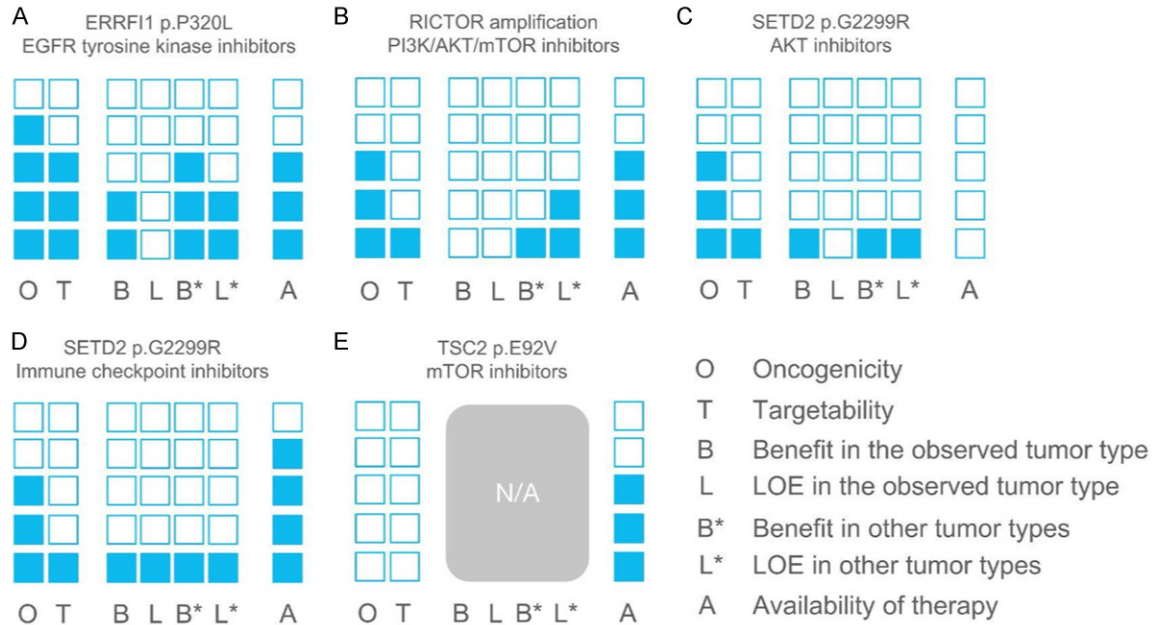 A
ERRFI1 p.P320L
EGFR tyrosine kinase inhibitors
O T B L B* L* A
B
RICTOR amplification
PI3K/AKT/mTOR inhibitors
O T B L B* L* A
C
SETD2 p.G2299R
AKT inhibitors
O T B L B* L* A
D
SETD2 p.G2299R
Immune checkpoint inhibitors
O T B L B* L* A
E
TSC2 p.E92V
mTOR inhibitors
N/A
O T B L B* L* A
O Oncogenicity
T Targetability
B Benefit in the observed tumor type
L LOE in the observed tumor type
B* Benefit in other tumor types
L* LOE in other tumor types
A Availability of therapy